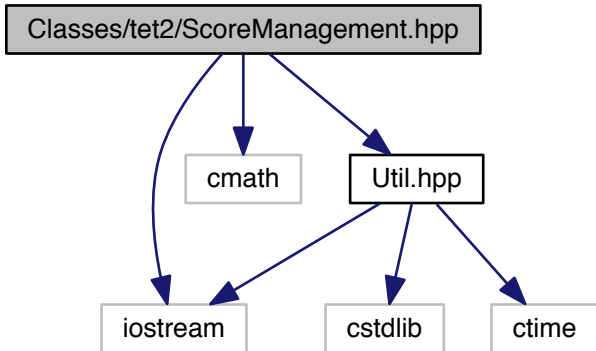 Classes/tet2/ScoreManagement.hpp
cmath
Util.hpp
iostream
cstdlib
ctime